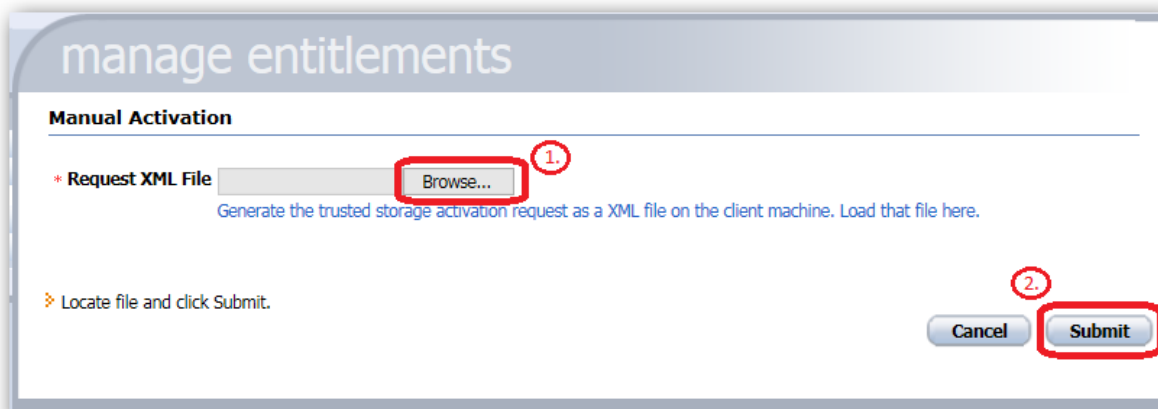 manage entitlements
Manual Activation
1.
* Request XML File Browse...
Generate the trusted storage activation request as a XML file on the client machine. Load that file here.
2.
Locate file and click Submit.
Cancel Submit